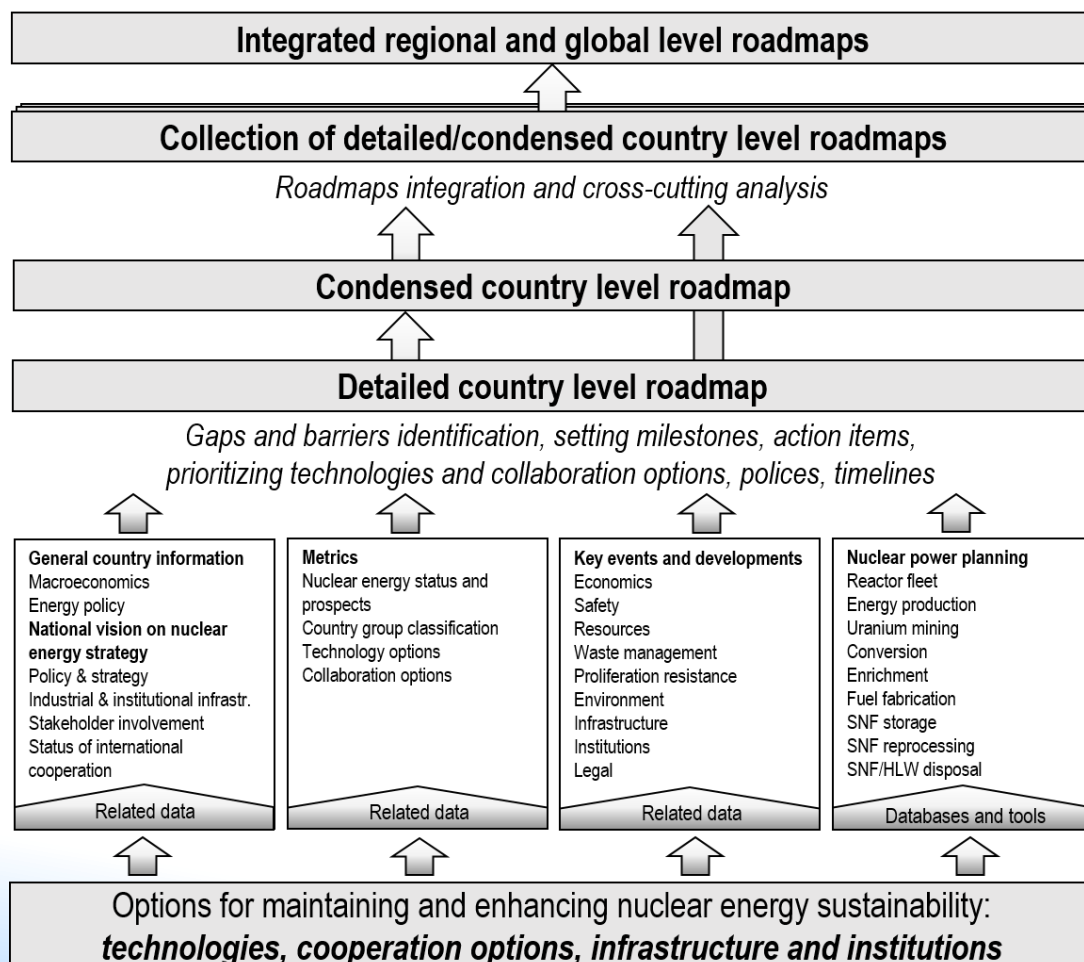 Integrated regional and global level roadmaps
Collection of detailed/condensed country level roadmaps
Roadmaps integration and cross-cutting analysis
Condensed country level roadmap
Detailed country level roadmap
Gaps and barriers identification, setting milestones, action items,
prioritizing technologies and collaboration options, polices, timelines
General country information
Macroeconomics
Energy policy
National vision on nuclear
energy strategy
Policy & strategy
Industrial & institutional infrastr.
Stakeholder involvement
Status of international
cooperation
Related data
Metrics
Nuclear energy status and
prospects
Country group classification
Technology options
Collaboration options
Related data
Key events and developments
Economics
Safety
Resources
Waste management
Proliferation resistance
Environment
Infrastructure
Institutions
Legal
Related data
Nuclear power planning
Reactor fleet
Energy production
Uranium mining
Conversion
Enrichment
Fuel fabrication
SNF storage
SNF reprocessing
SNF/HLW disposal
Databases and tools
Options for maintaining and enhancing nuclear energy sustainability:
technologies, cooperation options, infrastructure and institutions